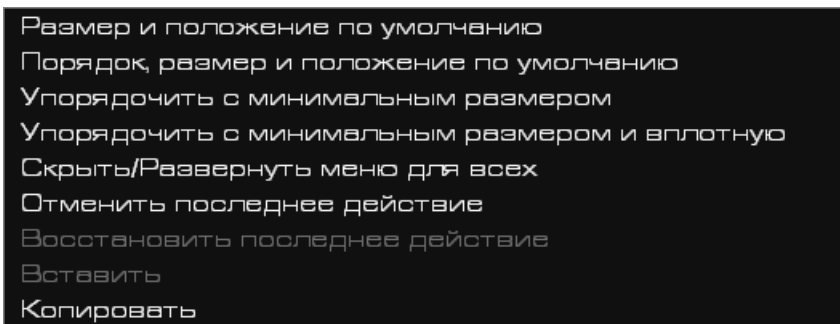 Размер и положение по умолчанию
Порядок, размер и положение по умолчанию
Упорядочить с минимальным размером
Упорядочить с минимальным размером и вплотную
Скрыть/Развернуть меню для всех
Отменить последнее действие
Восстановить последнее действие
Вставить
Копировать